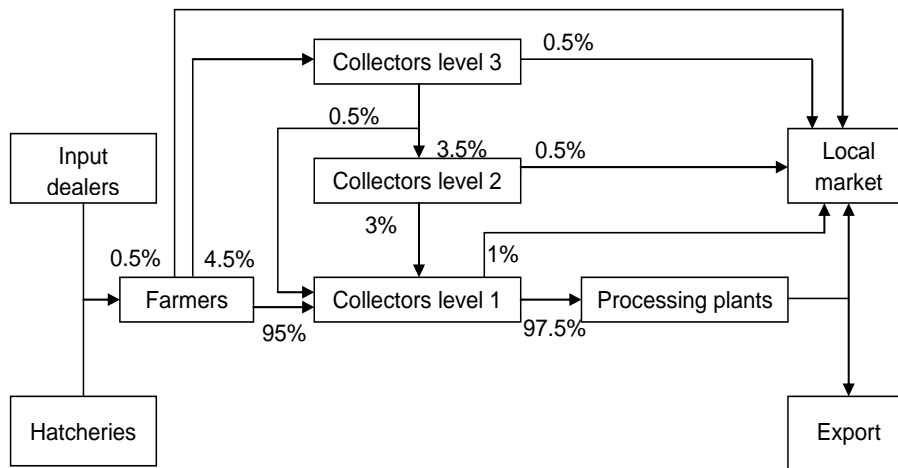 Collectors level 3
0.5%
0.5%
3.5%
0.5%
Input
dealers
Collectors level 2
Local
market
3%
0.5%
4.5%
1%
Farmers
Collectors level 1
Processing plants
95%
97.5%
Hatcheries
Export